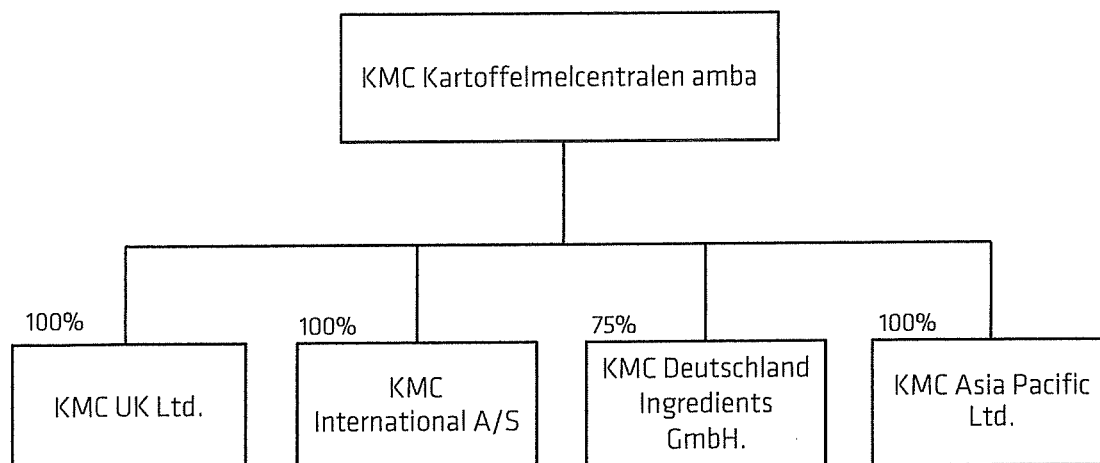 KMC Kartoffelmelcentralen amba
100%
100%
75%
100%
KMC UK Ltd.
KMC
International A/S
KMC Deutschland
Ingredients
GmbH.
KMC Asia Pacific
Ltd.